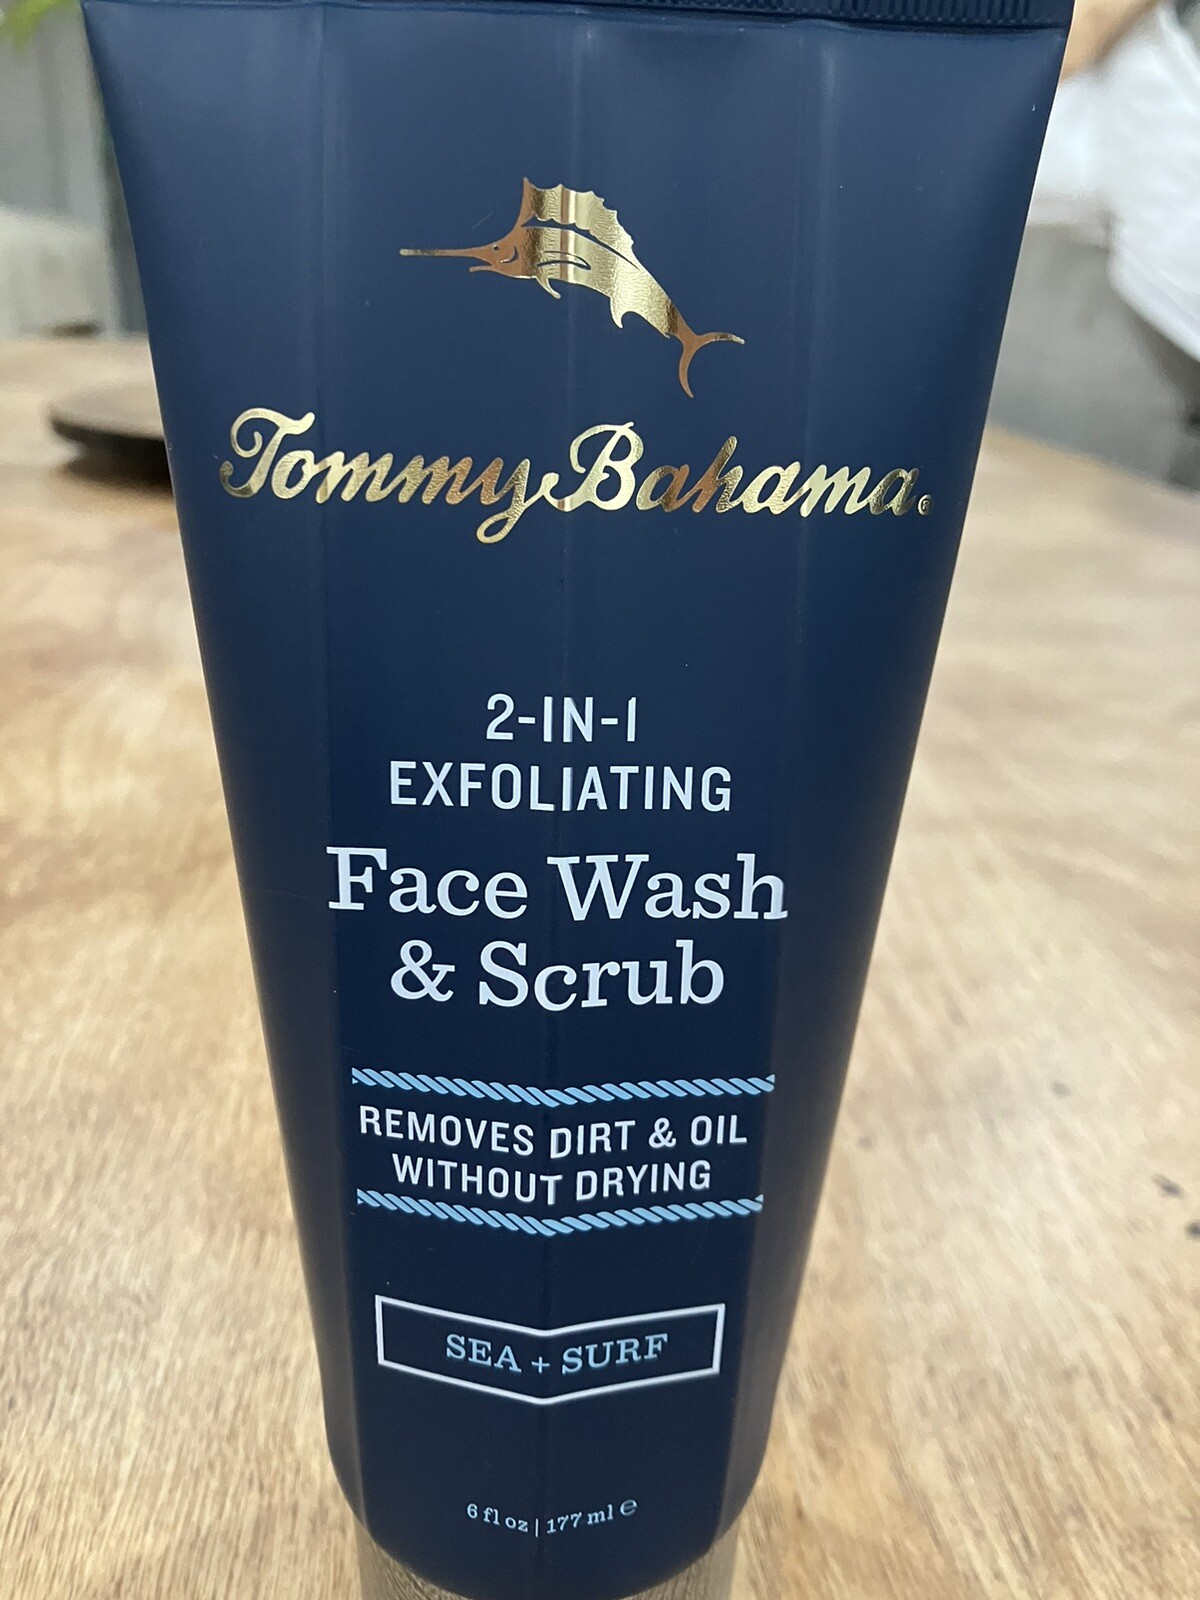 Tommy Bahama®
2-IN-1
EXFOLIATING
Face Wash
& Scrub
REMOVES DIRT & OIL
WITHOUT DRYING
SEA + SURF
6 fl oz | 177 ml ℮